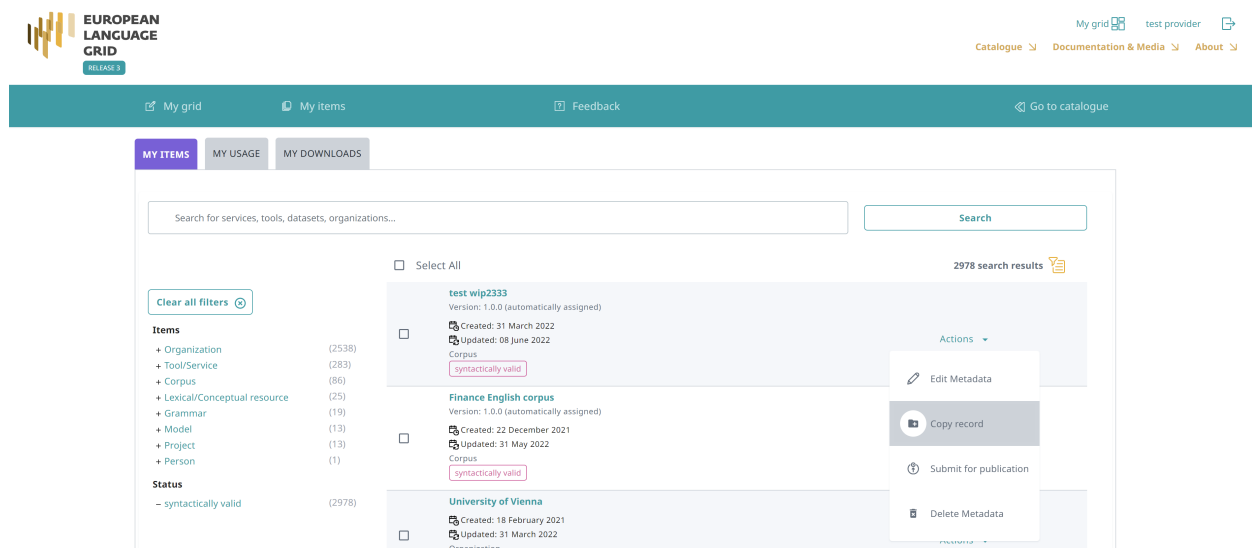 EUROPEAN
LANGUAGE
GRID
RELEASE 3
My grid test provider
Catalogue Documentation & Media About
My grid My items Feedback Go to catalogue
MY ITEMS MY USAGE MY DOWNLOADS
Search for services, tools, datasets, organizations... Search
Select All 2978 search results
Clear all filters
Items
+ Organization (2538)
+ Tool/Service (283)
+ Corpus (86)
+ Lexical/Conceptual resource (25)
+ Grammar (19)
+ Model (13)
+ Project (13)
+ Person (1)
Status
– syntactically valid (2978)
test wip2333
Version: 1.0.0 (automatically assigned)
Created: 31 March 2022
Updated: 08 June 2022
Corpus
syntactically valid
Actions
Edit Metadata
Copy record
Submit for publication
Delete Metadata
Finance English corpus
Version: 1.0.0 (automatically assigned)
Created: 22 December 2021
Updated: 31 May 2022
Corpus
syntactically valid
University of Vienna
Created: 18 February 2021
Updated: 31 March 2022
Organization
Actions